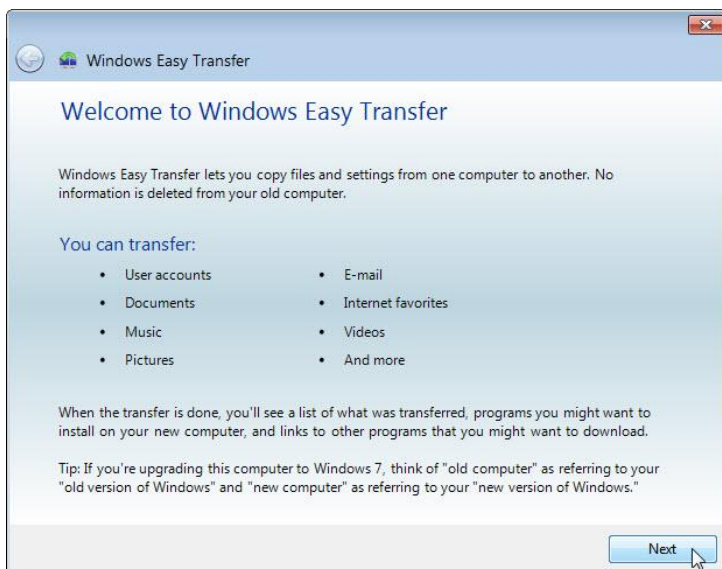 Windows Easy Transfer
Welcome to Windows Easy Transfer
Windows Easy Transfer lets you copy files and settings from one computer to another. No
information is deleted from your old computer.
You can transfer:
• User accounts
• Documents
• Music
• Pictures
• E-mail
• Internet favorites
• Videos
• And more
When the transfer is done, you'll see a list of what was transferred, programs you might want to
install on your new computer, and links to other programs that you might want to download.
Tip: If you're upgrading this computer to Windows 7, think of "old computer" as referring to your
"old version of Windows" and "new computer" as referring to your "new version of Windows."
Next